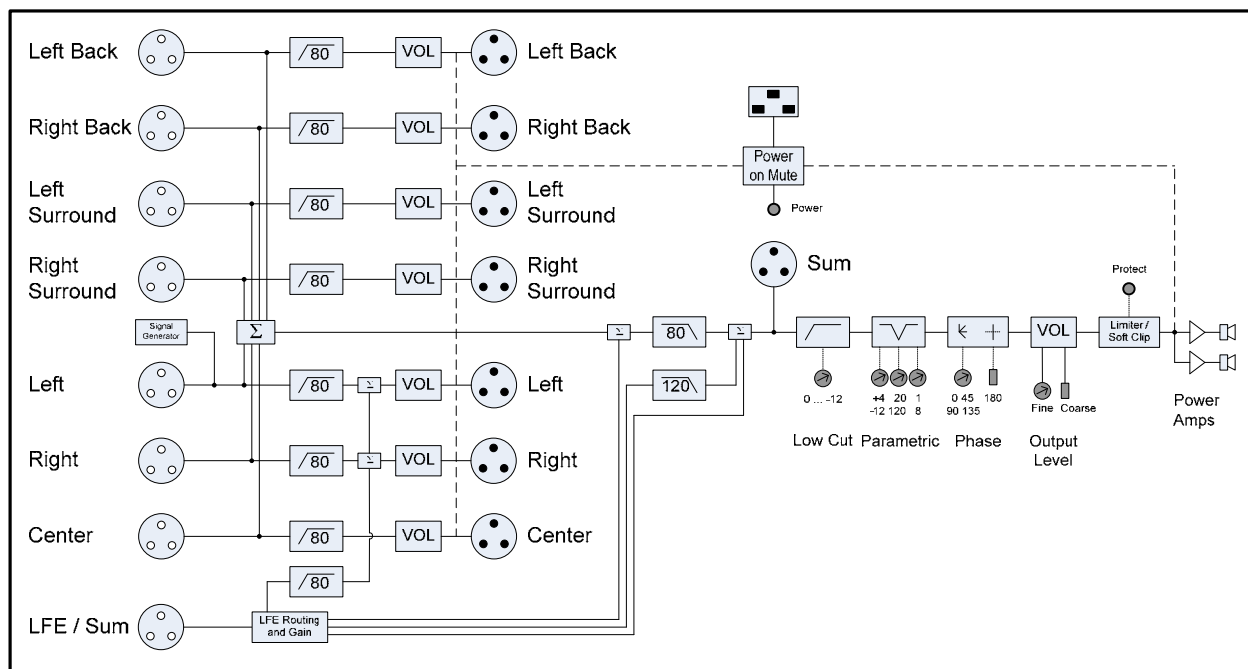 Left Back
80
VOL
Left Back
Right Back
80
VOL
Right Back
Power
on Mute
Left
Surround
80
VOL
Left
Surround
Power
Right
Surround
80
VOL
Right
Surround
Sum
Protect
Signal
Generator
Σ
Σ
80
Σ
VOL
Limiter /
Soft Clip
Left
80
Σ
VOL
Left
120
0 ... -12
+4 20 1
-12 120 8
0 45 180
90 135
Fine Coarse
Power
Amps
Low Cut
Parametric
Phase
Output
Level
Right
80
Σ
VOL
Right
Center
80
VOL
Center
80
LFE / Sum
LFE Routing
and Gain